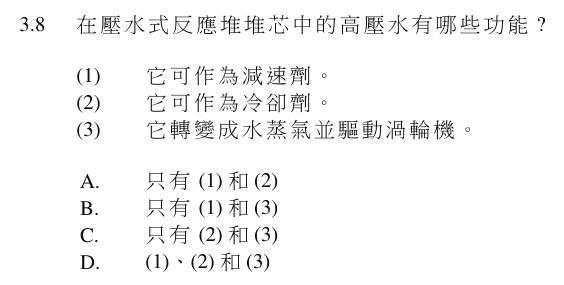 3.8 在壓水式反應堆堆芯中的高壓水有哪些功能？
(1) 它可作為減速劑。
(2) 它可作為冷卻劑。
(3) 它轉變成水蒸氣並驅動渦輪機。
A. 只有 (1) 和 (2)
B. 只有 (1) 和 (3)
C. 只有 (2) 和 (3)
D. (1)、(2) 和 (3)